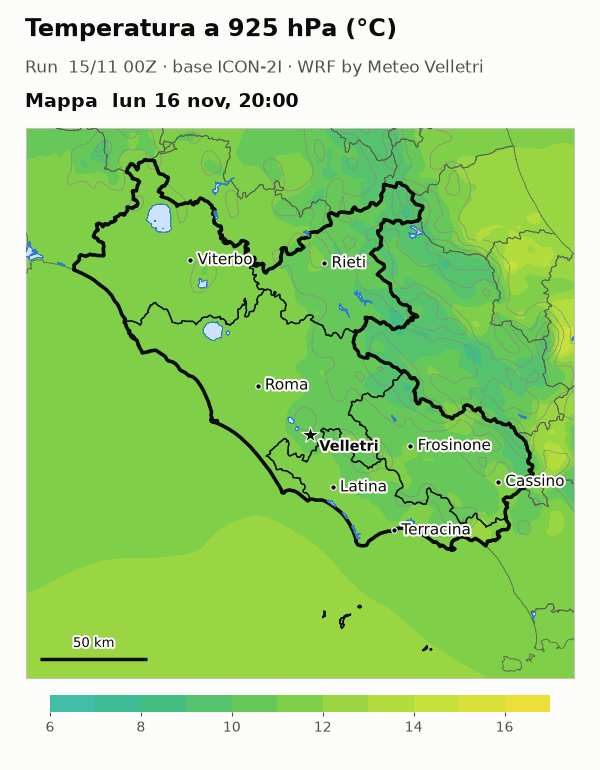 Temperatura a 925 hPa (°C)
Run  15/11 00Z · base ICON-2I · WRF by Meteo Velletri
Mappa  lun 16 nov, 20:00
Viterbo
Rieti
Roma
Velletri
Frosinone
Cassino
Latina
Terracina
50 km
6 8 10 12 14 16